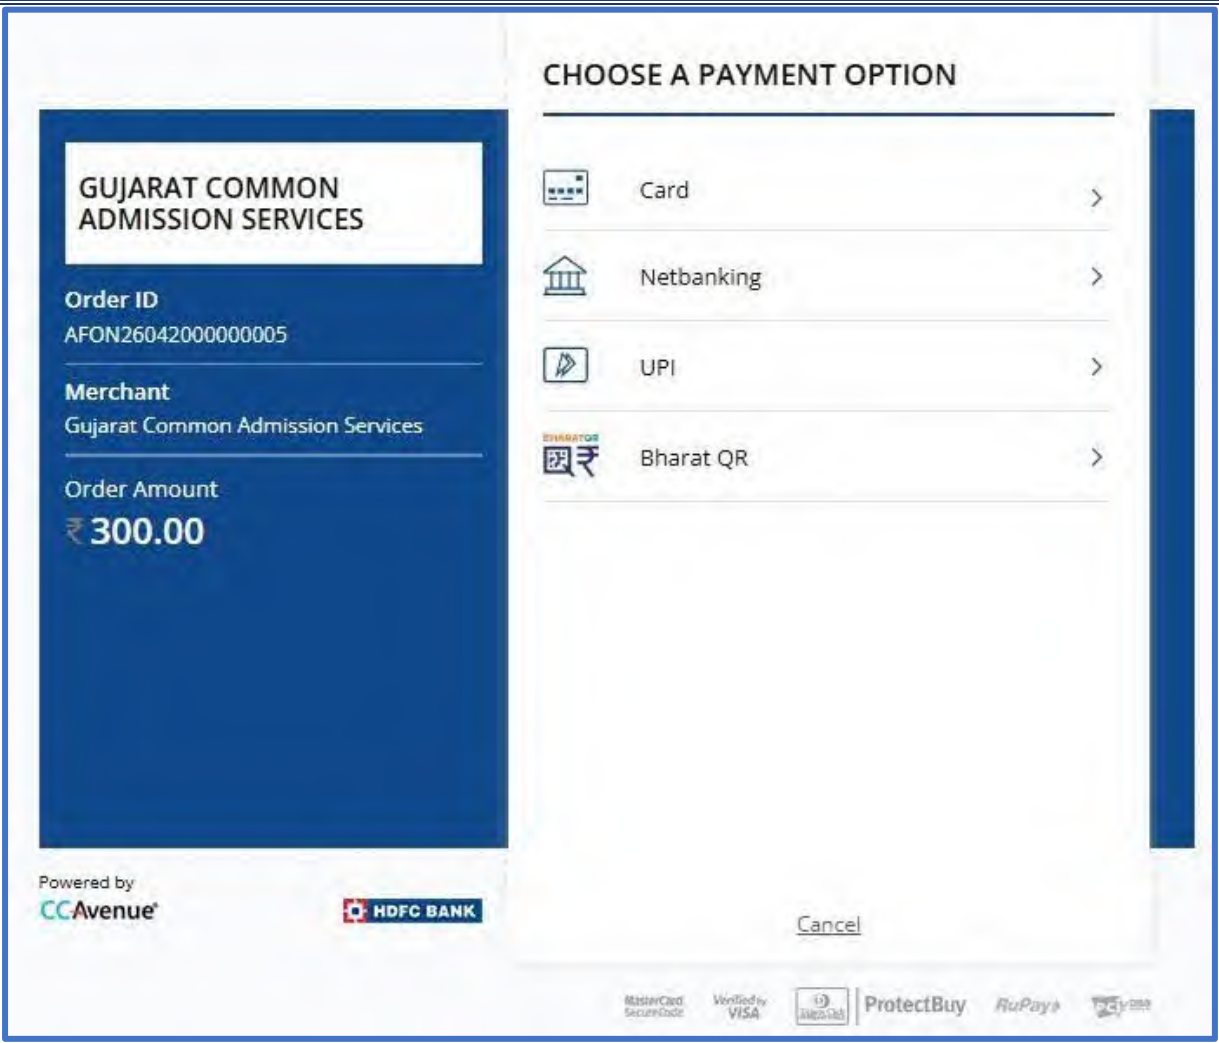 CHOOSE A PAYMENT OPTION
GUJARAT COMMON
ADMISSION SERVICES
Order ID
AFON26042000000005
Merchant
Gujarat Common Admission Services
Order Amount
₹ 300.00
Card
Netbanking
UPI
BHARATQR
Bharat QR
Powered by
CCAvenue
HDFC BANK
Cancel
MasterCard
SecureCode
Verified by
VISA
ProtectBuy
RuPay